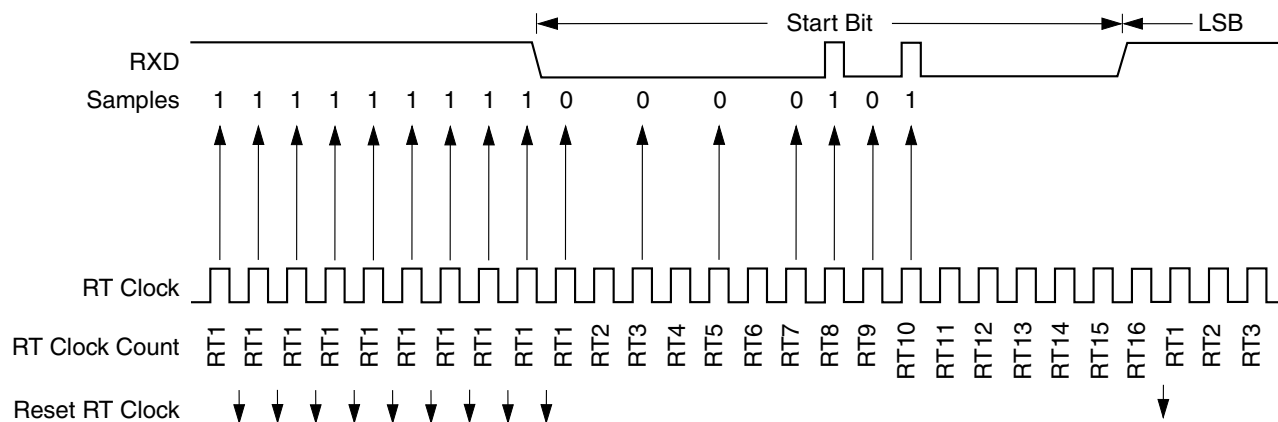 Start Bit LSB
RXD
Samples 1 1 1 1 1 1 1 1 1 0 0 0 0 1 0 1
RT Clock
RT Clock Count RT1 RT1 RT1 RT1 RT1 RT1 RT1 RT1 RT1 RT1 RT2 RT3 RT4 RT5 RT6 RT7 RT8 RT9 RT10 RT11 RT12 RT13 RT14 RT15 RT16 RT1 RT2 RT3
Reset RT Clock